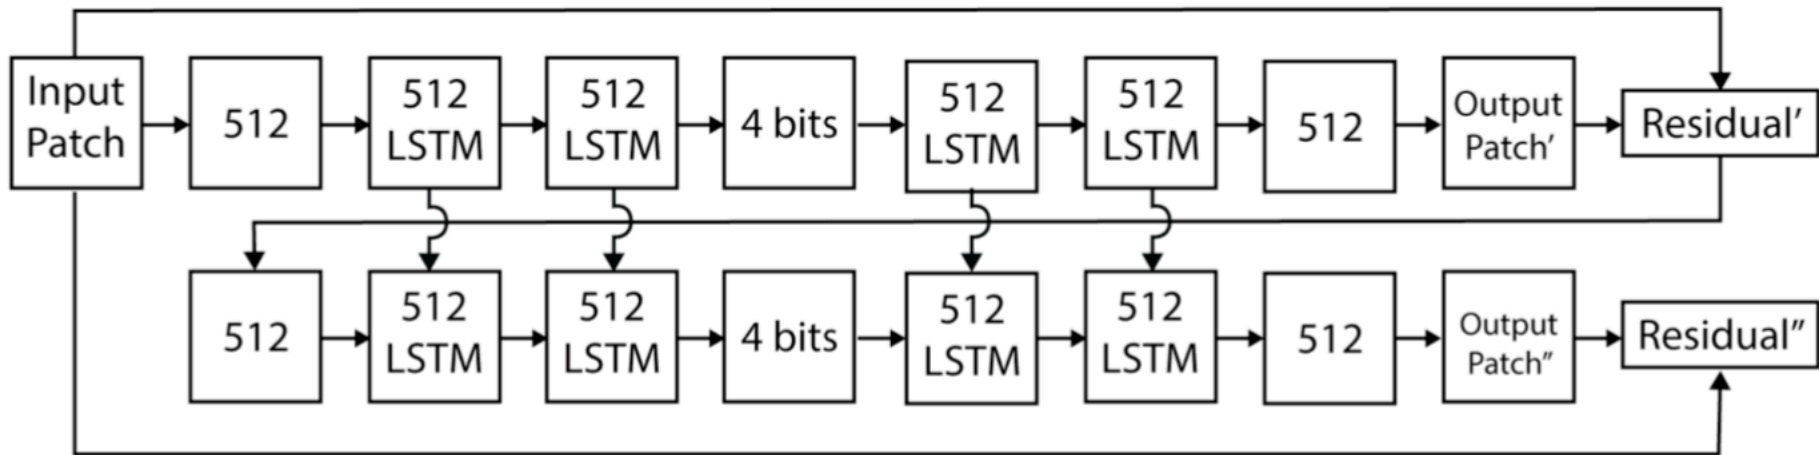 Input
Patch
512
512
LSTM
512
LSTM
4 bits
512
LSTM
512
LSTM
512
Output
Patch'
Residual'
512
512
LSTM
512
LSTM
4 bits
512
LSTM
512
LSTM
512
Output
Patch"
Residual"